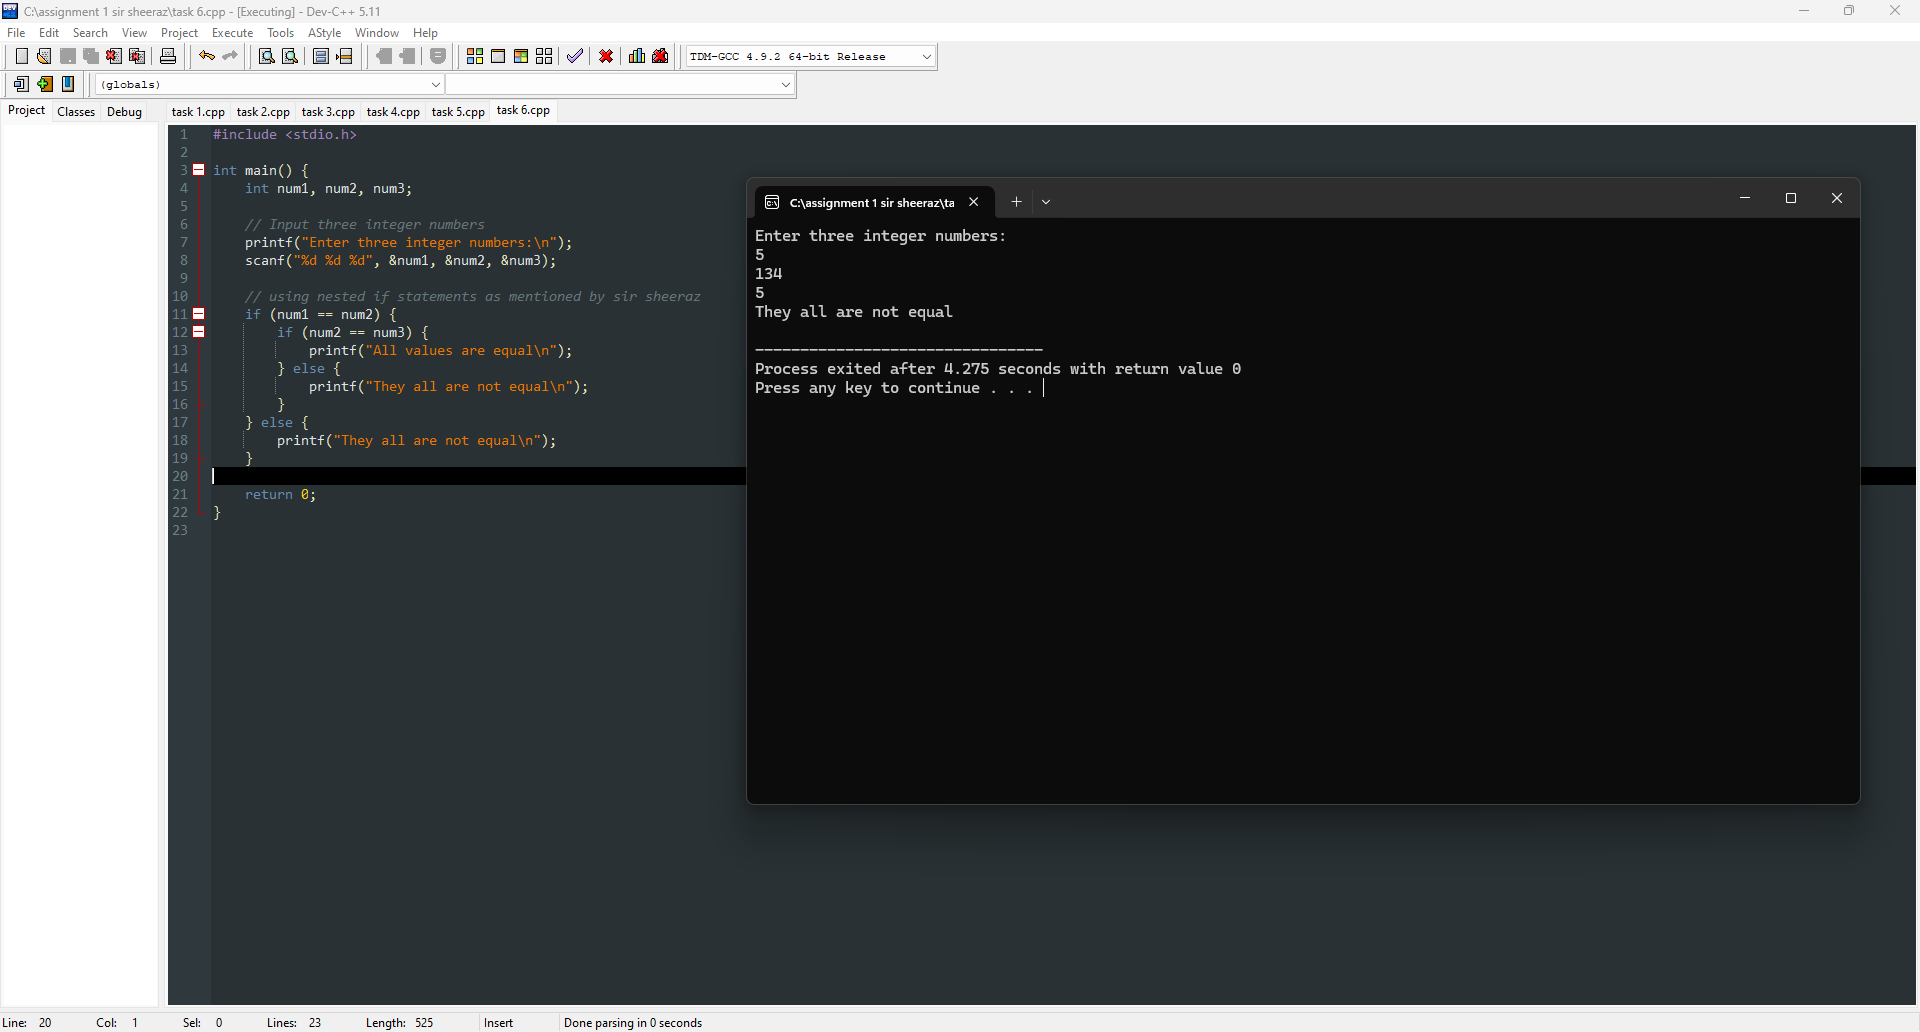 C:\assignment 1 sir sheeraz\task 6.cpp - [Executing] - Dev-C++ 5.11
File Edit Search View Project Execute Tools AStyle Window Help
TDM-GCC 4.9.2 64-bit Release
(globals)
Project Classes Debug
task 1.cpp task 2.cpp task 3.cpp task 4.cpp task 5.cpp task 6.cpp
1 #include <stdio.h>
2
3 int main() {
4 int num1, num2, num3;
5
6 // Input three integer numbers
7 printf("Enter three integer numbers:\n");
8 scanf("%d %d %d", &num1, &num2, &num3);
9
10 // using nested if statements as mentioned by sir sheeraz
11 if (num1 == num2) {
12 if (num2 == num3) {
13 printf("All values are equal\n");
14 } else {
15 printf("They all are not equal\n");
16 }
17 } else {
18 printf("They all are not equal\n");
19 }
20
21 return 0;
22 }
23
C:\assignment 1 sir sheeraz\ta
Enter three integer numbers:
5
134
5
They all are not equal
--------------------------------
Process exited after 4.275 seconds with return value 0
Press any key to continue . . .
Line: 20 Col: 1 Sel: 0 Lines: 23 Length: 525 Insert Done parsing in 0 seconds